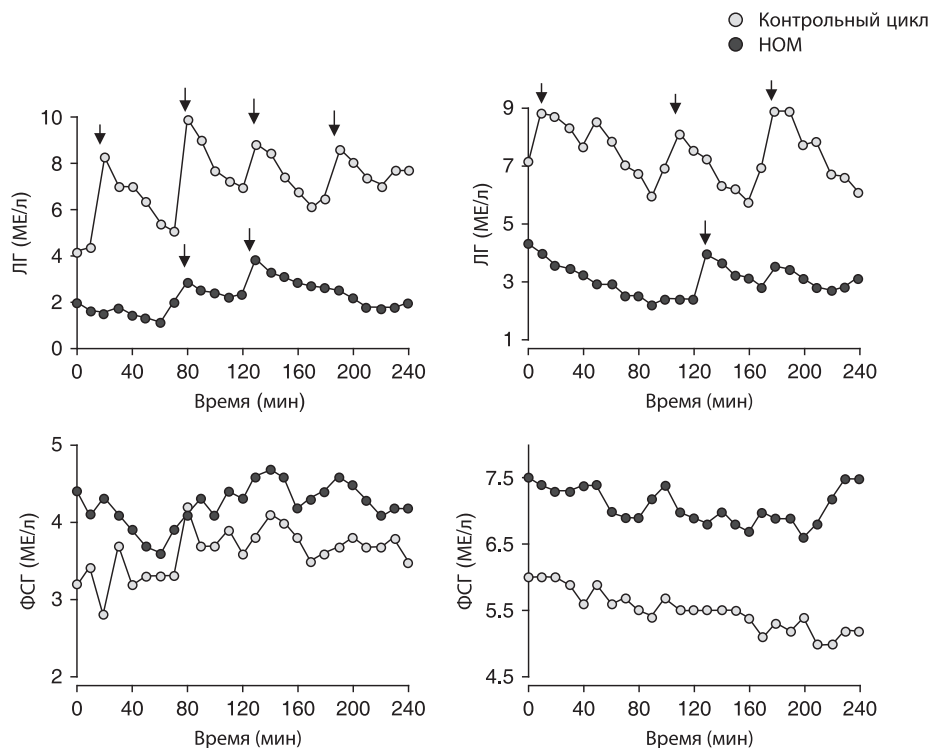 Контрольный цикл
НОМ
ЛГ (МЕ/л)
10
8
6
4
2
0
0 40 80 120 160 200 240
Время (мин)
ЛГ (МЕ/л)
9
7
5
3
1
0 40 80 120 160 200 240
Время (мин)
ФСГ (МЕ/л)
5
4
3
2
0 40 80 120 160 200 240
Время (мин)
ФСГ (МЕ/л)
7.5
6.5
5.5
4.5
0 40 80 120 160 200 240
Время (мин)